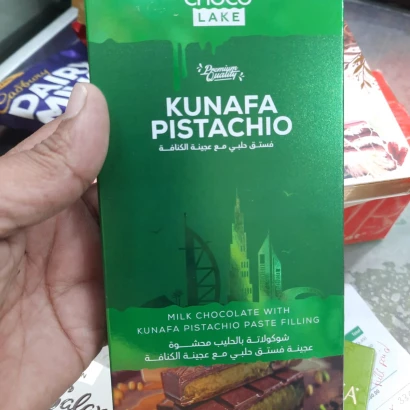 CHOCO
LAKE
Premium
Quality
KUNAFA
PISTACHIO
فستق حلبي مع عجينة الكنافة
MILK CHOCOLATE WITH
KUNAFA PISTACHIO PASTE FILLING
شوكولاتة بالحليب محشوة
عجينة فستق حلبي مع عجينة الكنافة
Cadbury
DAIRY